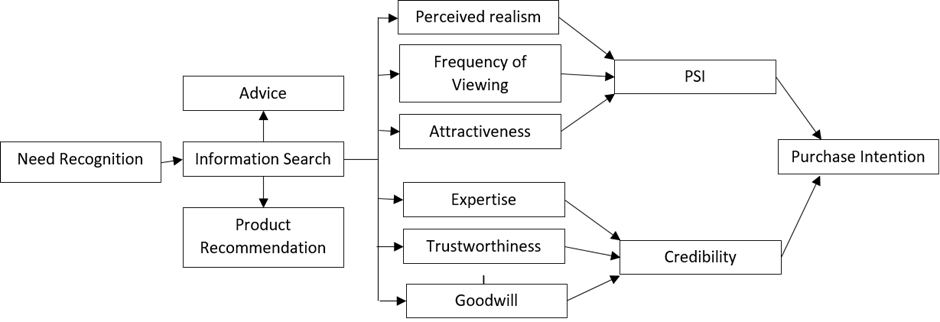 Perceived realism
Frequency of
Viewing
PSI
Advice
Attractiveness
Need Recognition
Information Search
Purchase Intention
Expertise
Product
Recommendation
Trustworthiness
Credibility
Goodwill